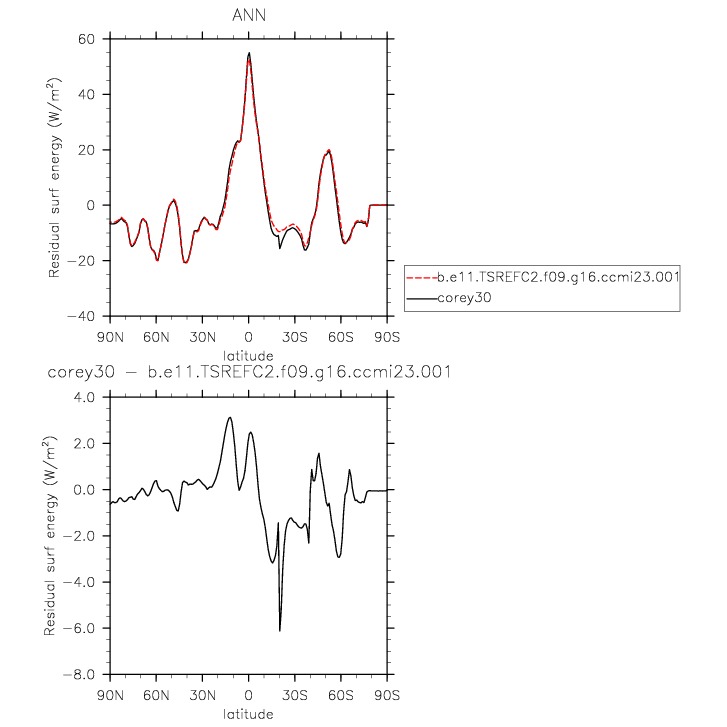 ANN
Residual surf energy (W/m²)
60
40
20
0
−20
−40
90N 60N 30N 0 30S 60S 90S
latitude
b.e11.TSREFC2.f09.g16.ccmi23.001
corey30
corey30 − b.e11.TSREFC2.f09.g16.ccmi23.001
Residual surf energy (W/m²)
4.0
2.0
0.0
−2.0
−4.0
−6.0
−8.0
90N 60N 30N 0 30S 60S 90S
latitude